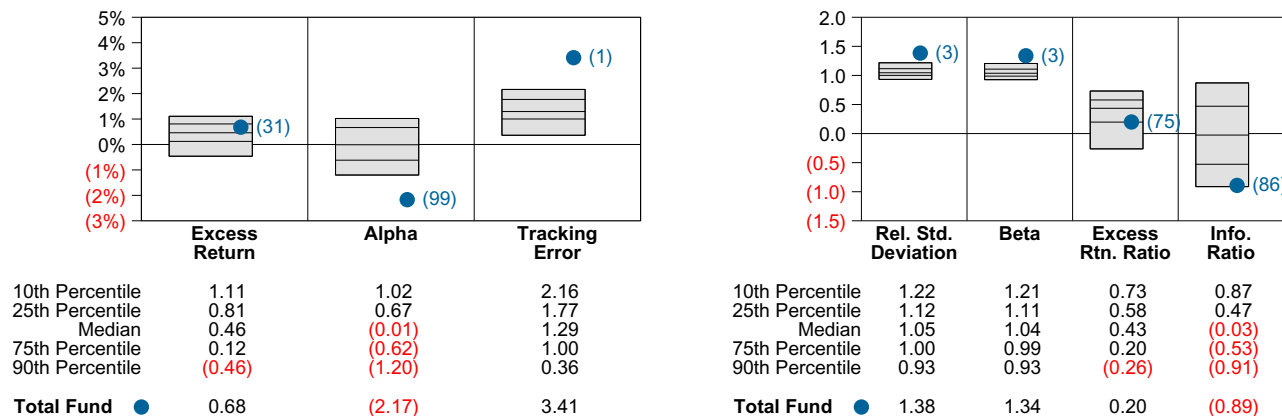 5%
4%
3%
2%
1%
0%
(1%)
(2%)
(3%)
(31)
(99)
(1)
Excess Return Alpha Tracking Error
10th Percentile 1.11 1.02 2.16
25th Percentile 0.81 0.67 1.77
Median 0.46 (0.01) 1.29
75th Percentile 0.12 (0.62) 1.00
90th Percentile (0.46) (1.20) 0.36
Total Fund 0.68 (2.17) 3.41
2.0
1.5
1.0
0.5
0.0
(0.5)
(1.0)
(1.5)
(3)
(3)
(75)
(86)
Rel. Std. Deviation Beta Excess Rtn. Ratio Info. Ratio
10th Percentile 1.22 1.21 0.73 0.87
25th Percentile 1.12 1.11 0.58 0.47
Median 1.05 1.04 0.43 (0.03)
75th Percentile 1.00 0.99 0.20 (0.53)
90th Percentile 0.93 0.93 (0.26) (0.91)
Total Fund 1.38 1.34 0.20 (0.89)